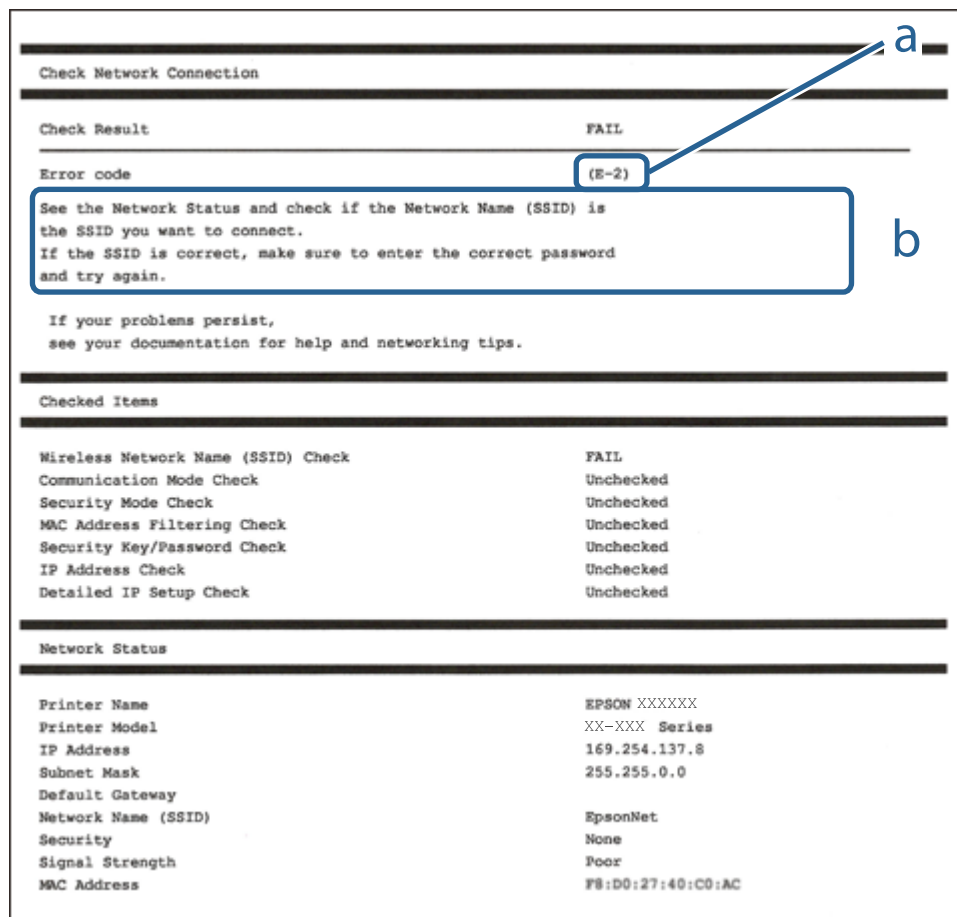 a
Check Network Connection
Check Result FAIL
Error code (E-2)
See the Network Status and check if the Network Name (SSID) is
the SSID you want to connect.
If the SSID is correct, make sure to enter the correct password
and try again.
b
If your problems persist,
see your documentation for help and networking tips.
Checked Items
Wireless Network Name (SSID) Check FAIL
Communication Mode Check Unchecked
Security Mode Check Unchecked
MAC Address Filtering Check Unchecked
Security Key/Password Check Unchecked
IP Address Check Unchecked
Detailed IP Setup Check Unchecked
Network Status
Printer Name EPSON XXXXXX
Printer Model XX-XXX Series
IP Address 169.254.137.8
Subnet Mask 255.255.0.0
Default Gateway
Network Name (SSID) EpsonNet
Security None
Signal Strength Poor
MAC Address F8:D0:27:40:C0:AC